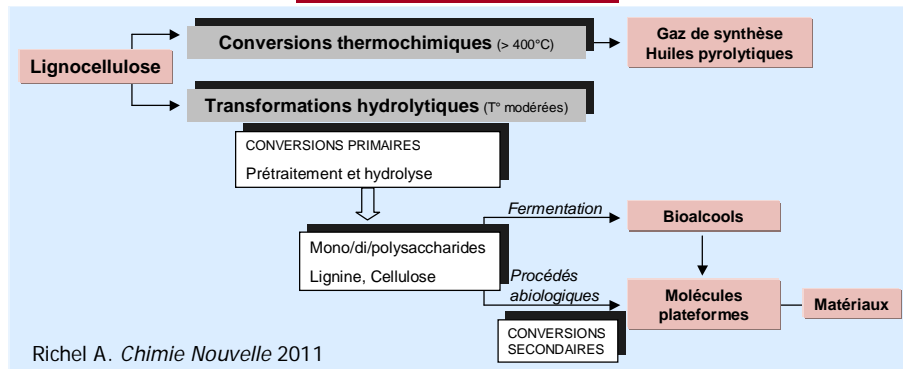 Conversions thermochimiques (> 400°C)
Gaz de synthèse
Huiles pyrolytiques
Lignocellulose
Transformations hydrolytiques (T° modérées)
CONVERSIONS PRIMAIRES
Prétraitement et hydrolyse
Fermentation
Bioalcools
Mono/di/polysaccharides
Lignine, Cellulose
Procédés
abiologiques
Molécules
plateformes
Matériaux
CONVERSIONS
SECONDAIRES
Richel A. Chimie Nouvelle 2011